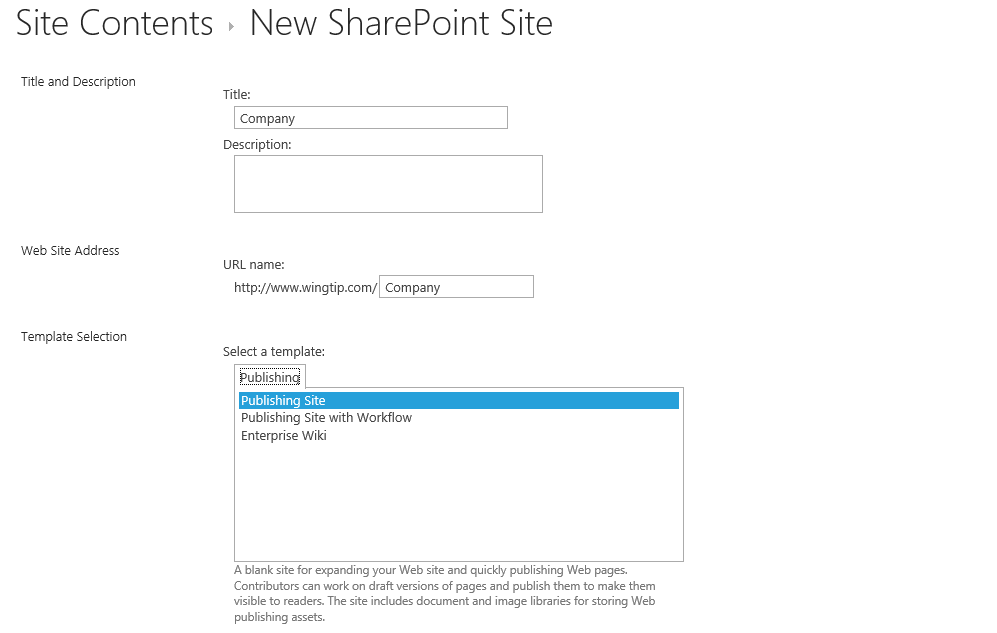 Site Contents ▸ New SharePoint Site
Title and Description
Title:
Company
Description:
Web Site Address
URL name:
http://www.wingtip.com/ Company
Template Selection
Select a template:
Publishing
Publishing Site
Publishing Site with Workflow
Enterprise Wiki
A blank site for expanding your Web site and quickly publishing Web pages.
Contributors can work on draft versions of pages and publish them to make them
visible to readers. The site includes document and image libraries for storing Web
publishing assets.